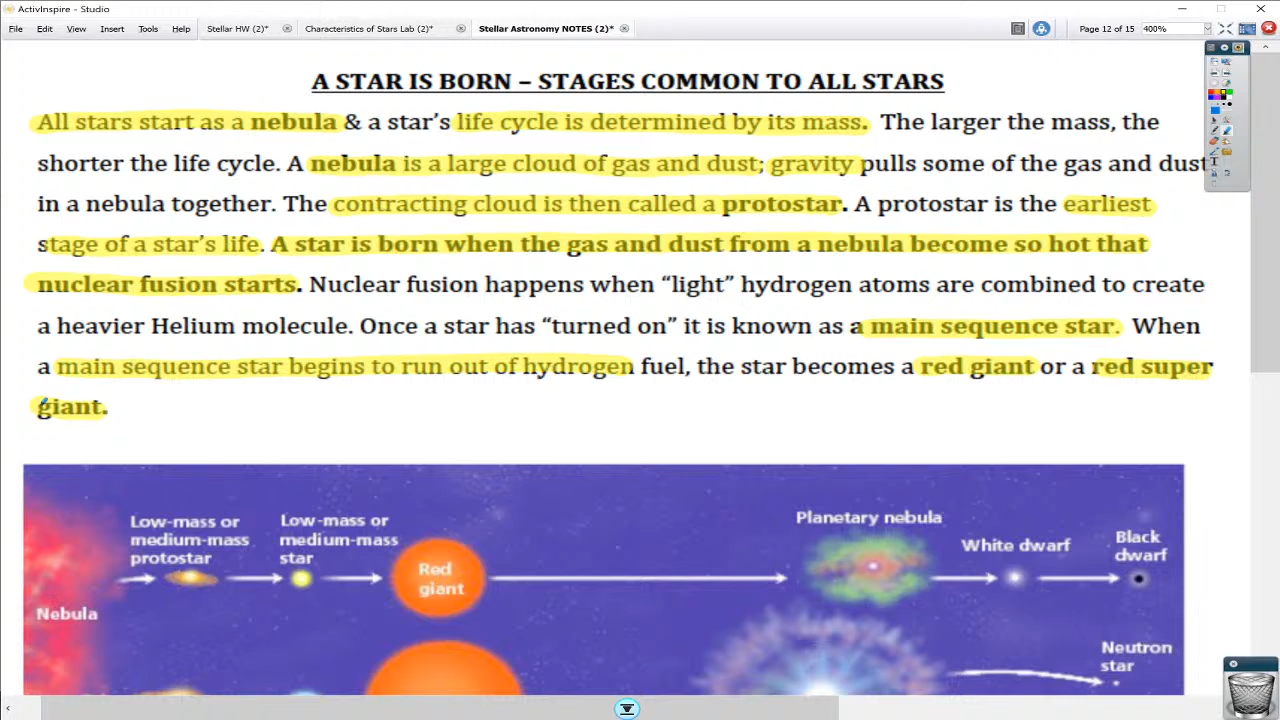 ActivInspire - Studio
File Edit View Insert Tools Help Stellar HW (2)* Characteristics of Stars Lab (2)* Stellar Astronomy NOTES (2)* Page 12 of 15 400%
A STAR IS BORN – STAGES COMMON TO ALL STARS
All stars start as a nebula & a star’s life cycle is determined by its mass. The larger the mass, the
shorter the life cycle. A nebula is a large cloud of gas and dust; gravity pulls some of the gas and dust
in a nebula together. The contracting cloud is then called a protostar. A protostar is the earliest
stage of a star’s life. A star is born when the gas and dust from a nebula become so hot that
nuclear fusion starts. Nuclear fusion happens when “light” hydrogen atoms are combined to create
a heavier Helium molecule. Once a star has “turned on” it is known as a main sequence star. When
a main sequence star begins to run out of hydrogen fuel, the star becomes a red giant or a red super
giant.
Low-mass or
medium-mass
protostar
Low-mass or
medium-mass
star
Red
giant
Planetary nebula
White dwarf
Black
dwarf
Nebula
Neutron
star